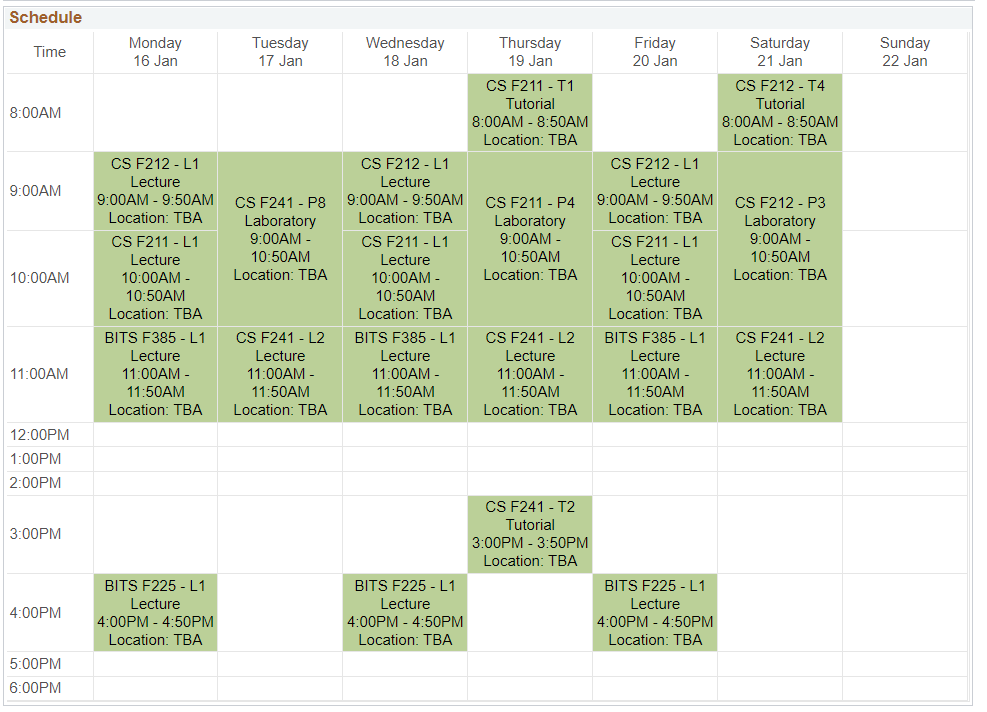 Schedule
Time
Monday
16 Jan
Tuesday
17 Jan
Wednesday
18 Jan
Thursday
19 Jan
Friday
20 Jan
Saturday
21 Jan
Sunday
22 Jan
8:00AM
CS F211 - T1
Tutorial
8:00AM - 8:50AM
Location: TBA
CS F212 - T4
Tutorial
8:00AM - 8:50AM
Location: TBA
9:00AM
CS F212 - L1
Lecture
9:00AM - 9:50AM
Location: TBA
CS F241 - P8
Laboratory
9:00AM -
10:50AM
Location: TBA
CS F212 - L1
Lecture
9:00AM - 9:50AM
Location: TBA
CS F211 - P4
Laboratory
9:00AM -
10:50AM
Location: TBA
CS F212 - L1
Lecture
9:00AM - 9:50AM
Location: TBA
CS F212 - P3
Laboratory
9:00AM -
10:50AM
Location: TBA
10:00AM
CS F211 - L1
Lecture
10:00AM -
10:50AM
Location: TBA
CS F211 - L1
Lecture
10:00AM -
10:50AM
Location: TBA
CS F211 - L1
Lecture
10:00AM -
10:50AM
Location: TBA
11:00AM
BITS F385 - L1
Lecture
11:00AM -
11:50AM
Location: TBA
CS F241 - L2
Lecture
11:00AM -
11:50AM
Location: TBA
BITS F385 - L1
Lecture
11:00AM -
11:50AM
Location: TBA
CS F241 - L2
Lecture
11:00AM -
11:50AM
Location: TBA
BITS F385 - L1
Lecture
11:00AM -
11:50AM
Location: TBA
CS F241 - L2
Lecture
11:00AM -
11:50AM
Location: TBA
12:00PM
1:00PM
2:00PM
3:00PM
CS F241 - T2
Tutorial
3:00PM - 3:50PM
Location: TBA
4:00PM
BITS F225 - L1
Lecture
4:00PM - 4:50PM
Location: TBA
BITS F225 - L1
Lecture
4:00PM - 4:50PM
Location: TBA
BITS F225 - L1
Lecture
4:00PM - 4:50PM
Location: TBA
5:00PM
6:00PM